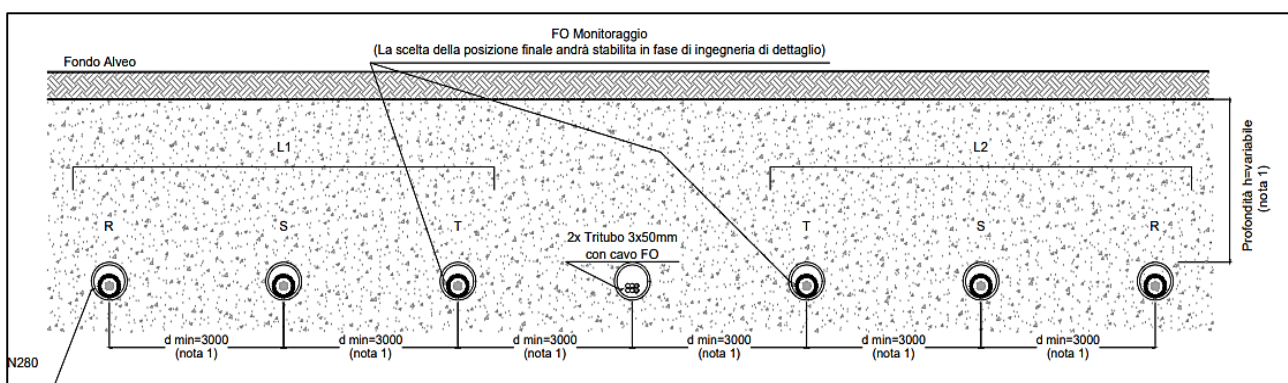 FO Monitoraggio
(La scelta della posizione finale andrà stabilita in fase di ingegneria di dettaglio)
Fondo Alveo
L1
L2
Profondità h=variabile
(nota 1)
R
S
T
2x Tritubo 3x50mm
con cavo FO
T
S
R
d min=3000
(nota 1)
d min=3000
(nota 1)
d min=3000
(nota 1)
d min=3000
(nota 1)
d min=3000
(nota 1)
d min=3000
(nota 1)
N280